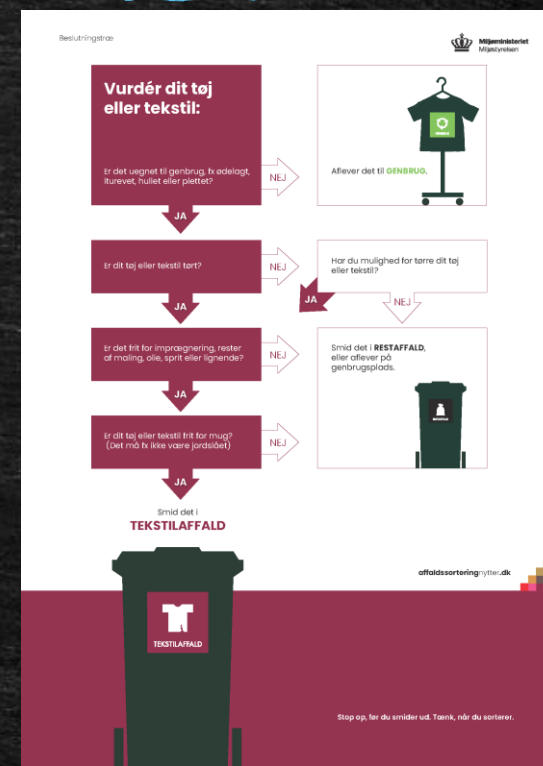 Beslutningstræ
Miljøministeriet
Miljøstyrelsen
Vurdér dit tøj
eller tekstil:
Er det uegnet til genbrug, fx ødelagt,
iturevet, hullet eller plettet?
NEJ
Aflever det til GENBRUG.
JA
Er dit tøj eller tekstil tørt?
NEJ
Har du mulighed for tørre dit tøj
eller tekstil?
JA
JA
NEJ
Er det frit for imprægnering, rester
af maling, olie, sprit eller lignende?
NEJ
Smid det i RESTAFFALD,
eller aflever på
genbrugsplads.
JA
Er dit tøj eller tekstil frit for mug?
(Det må fx ikke være jordslået)
NEJ
JA
Smid det i
TEKSTILAFFALD
affaldssorteringnytter.dk
TEKSTILAFFALD
Stop op, før du smider ud. Tænk, når du sorterer.